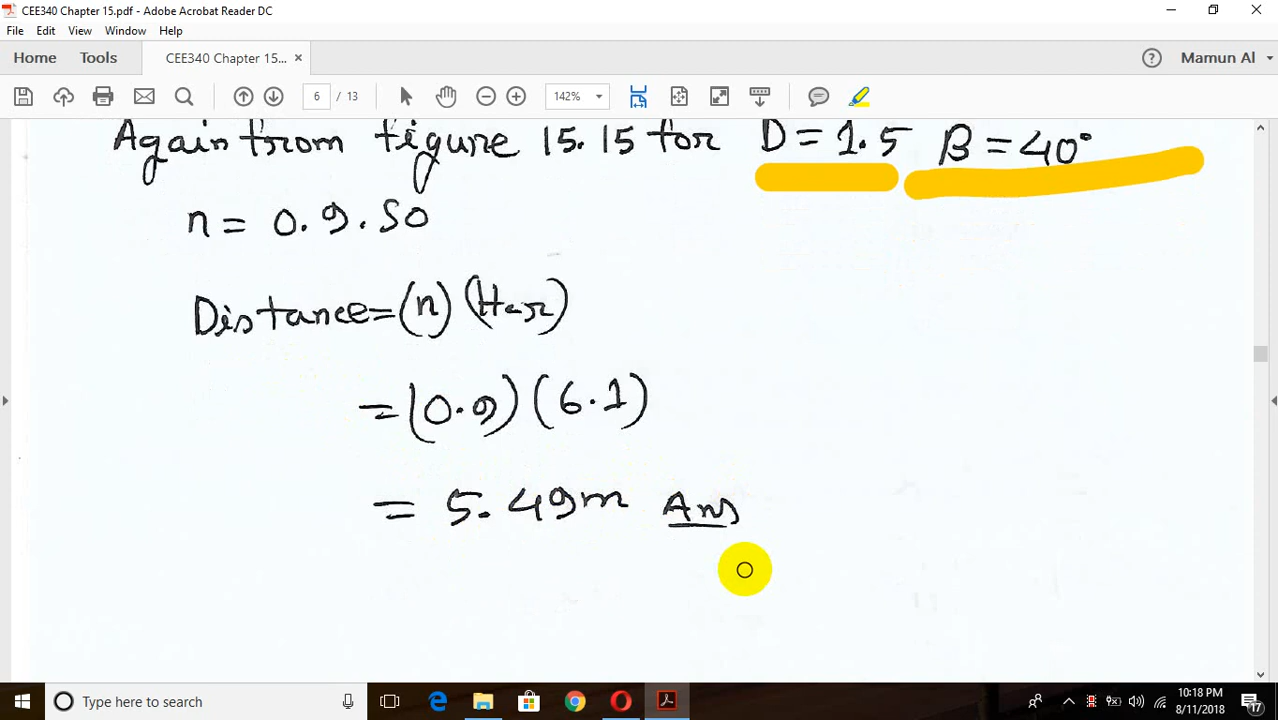 CEE340 Chapter 15.pdf - Adobe Acrobat Reader DC
File Edit View Window Help
Home Tools CEE340 Chapter 15... × Mamun Al
6 / 13 142%
Again from figure 15.15 for D = 1.5 β = 40°
n = 0.9.50
Distance = (n) (Hcr)
= (0.9) (6.1)
= 5.49m Ans
Type here to search
10:18 PM
8/11/2018
17